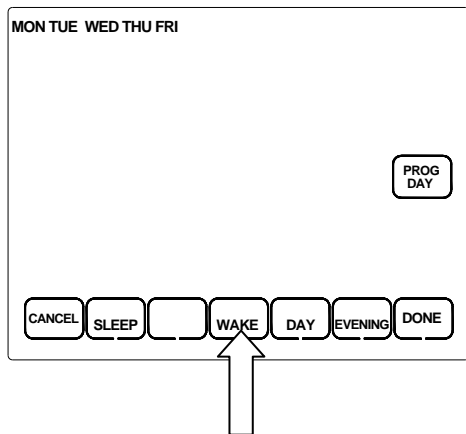 MON TUE WED THU FRI
PROG
DAY
CANCEL SLEEP WAKE DAY EVENING DONE